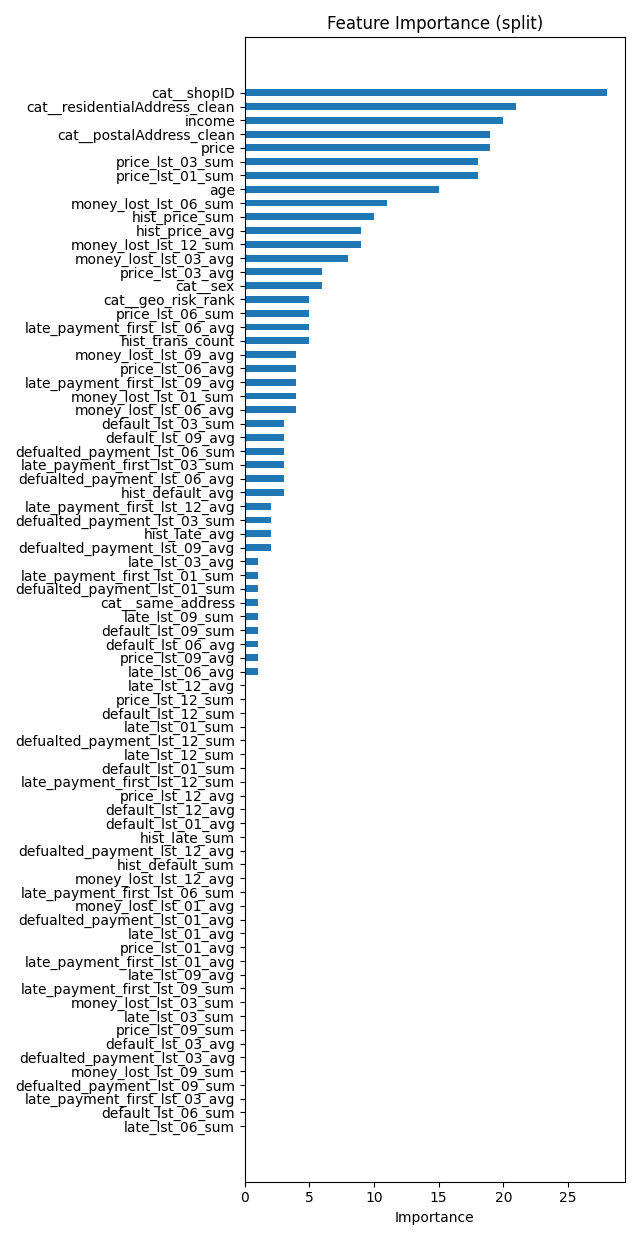 Feature Importance (split)
cat__shopID
cat__residentialAddress_clean
income
cat__postalAddress_clean
price
price_lst_03_sum
price_lst_01_sum
age
money_lost_lst_06_sum
hist_price_sum
hist_price_avg
money_lost_lst_12_sum
money_lost_lst_03_avg
price_lst_03_avg
cat__sex
cat__geo_risk_rank
price_lst_06_sum
late_payment_first_lst_06_avg
hist_trans_count
money_lost_lst_09_avg
price_lst_06_avg
late_payment_first_lst_09_avg
money_lost_lst_01_sum
money_lost_lst_06_avg
default_lst_03_sum
default_lst_09_avg
defualted_payment_lst_06_sum
late_payment_first_lst_03_sum
defualted_payment_lst_06_avg
hist_default_avg
late_payment_first_lst_12_avg
defualted_payment_lst_03_sum
hist_late_avg
defualted_payment_lst_09_avg
late_lst_03_avg
late_payment_first_lst_01_sum
defualted_payment_lst_01_sum
cat__same_address
late_lst_09_sum
default_lst_09_sum
default_lst_06_avg
price_lst_09_avg
late_lst_06_avg
late_lst_12_avg
price_lst_12_sum
default_lst_12_sum
late_lst_01_sum
defualted_payment_lst_12_sum
late_lst_12_sum
default_lst_01_sum
late_payment_first_lst_12_sum
price_lst_12_avg
default_lst_12_avg
default_lst_01_avg
hist_late_sum
defualted_payment_lst_12_avg
hist_default_sum
money_lost_lst_12_avg
late_payment_first_lst_06_sum
money_lost_lst_01_avg
defualted_payment_lst_01_avg
late_lst_01_avg
price_lst_01_avg
late_payment_first_lst_01_avg
late_lst_09_avg
late_payment_first_lst_09_sum
money_lost_lst_03_sum
late_lst_03_sum
price_lst_09_sum
default_lst_03_avg
defualted_payment_lst_03_avg
money_lost_lst_09_sum
defualted_payment_lst_09_sum
late_payment_first_lst_03_avg
default_lst_06_sum
late_lst_06_sum
0 5 10 15 20 25
Importance